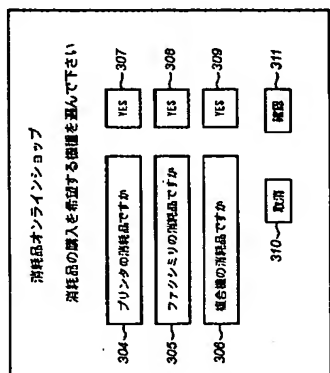 消耗品オンラインショップ
消耗品の購入を希望する機種を選んで下さい
304 プリンタの消耗品ですか YES 307
305 ファクシミリの消耗品ですか YES 308
306 複合機の消耗品ですか YES 309
310 取消 確認 311